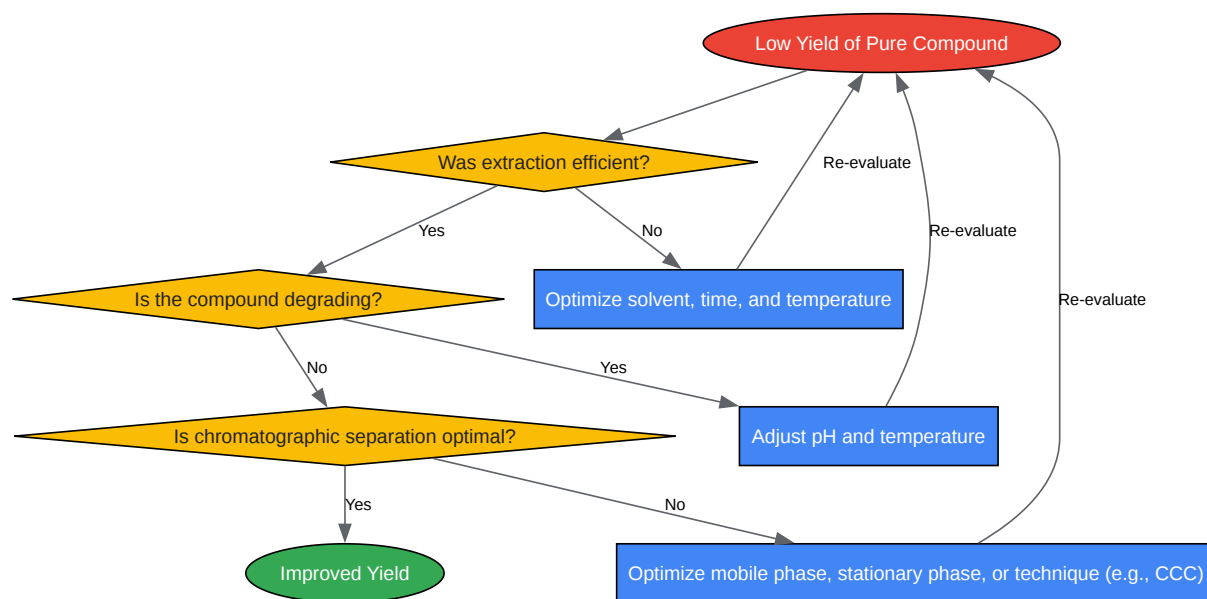 Low Yield of Pure Compound
Was extraction efficient?
Re-evaluate
Yes
No
Re-evaluate
Is the compound degrading?
Optimize solvent, time, and temperature
Re-evaluate
No
Yes
Is chromatographic separation optimal?
Adjust pH and temperature
Yes
No
Improved Yield
Optimize mobile phase, stationary phase, or technique (e.g., CCC)